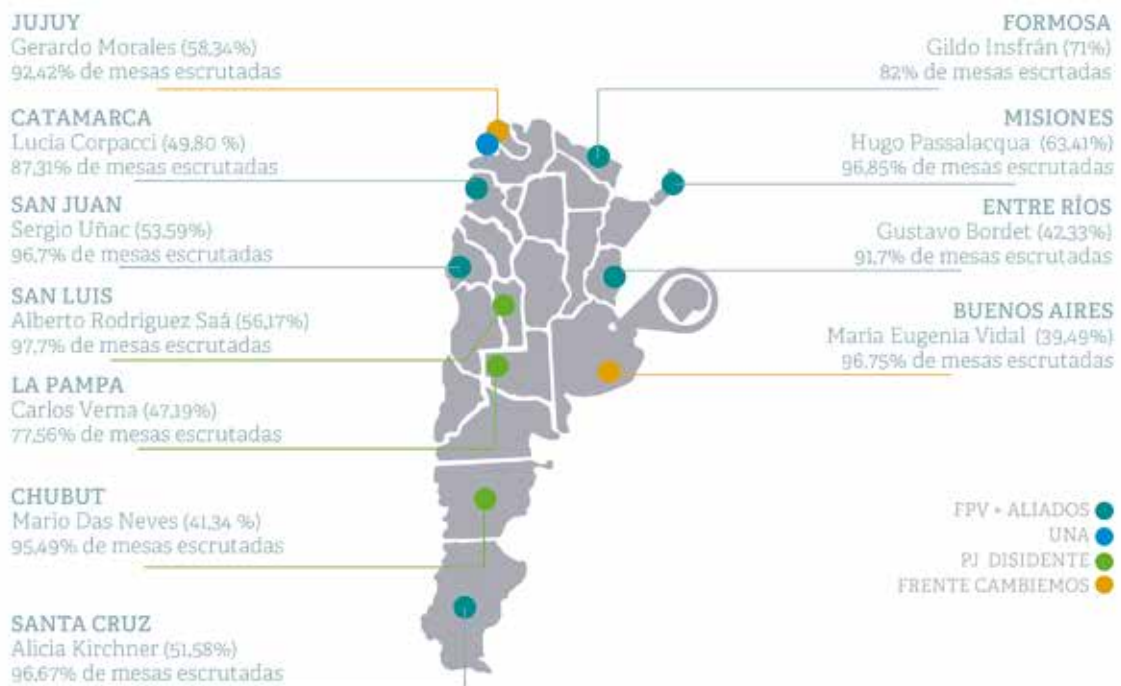 JUJUY
Gerardo Morales (58,34%)
92,42% de mesas escrutadas
CATAMARCA
Lucia Corpacci (49,80 %)
87,31% de mesas escrutadas
SAN JUAN
Sergio Uñac (53,59%)
96,7% de mesas escrutadas
SAN LUIS
Alberto Rodriguez Saá (56,17%)
97,7% de mesas escrutadas
LA PAMPA
Carlos Verna (47,19%)
77,56% de mesas escrutadas
CHUBUT
Mario Das Neves (41,34 %)
95,49% de mesas escrutadas
SANTA CRUZ
Alicia Kirchner (51,58%)
96,67% de mesas escrutadas
FORMOSA
Gildo Insfrán (71%)
82% de mesas escrtadas
MISIONES
Hugo Passalacqua (63,41%)
96,85% de mesas escrutadas
ENTRE RÍOS
Gustavo Bordet (42,33%)
91,7% de mesas escrutadas
BUENOS AIRES
María Eugenia Vidal (39,49%)
96,75% de mesas escrutadas
FPV + ALIADOS
UNA
PJ DISIDENTE
FRENTE CAMBIEMOS